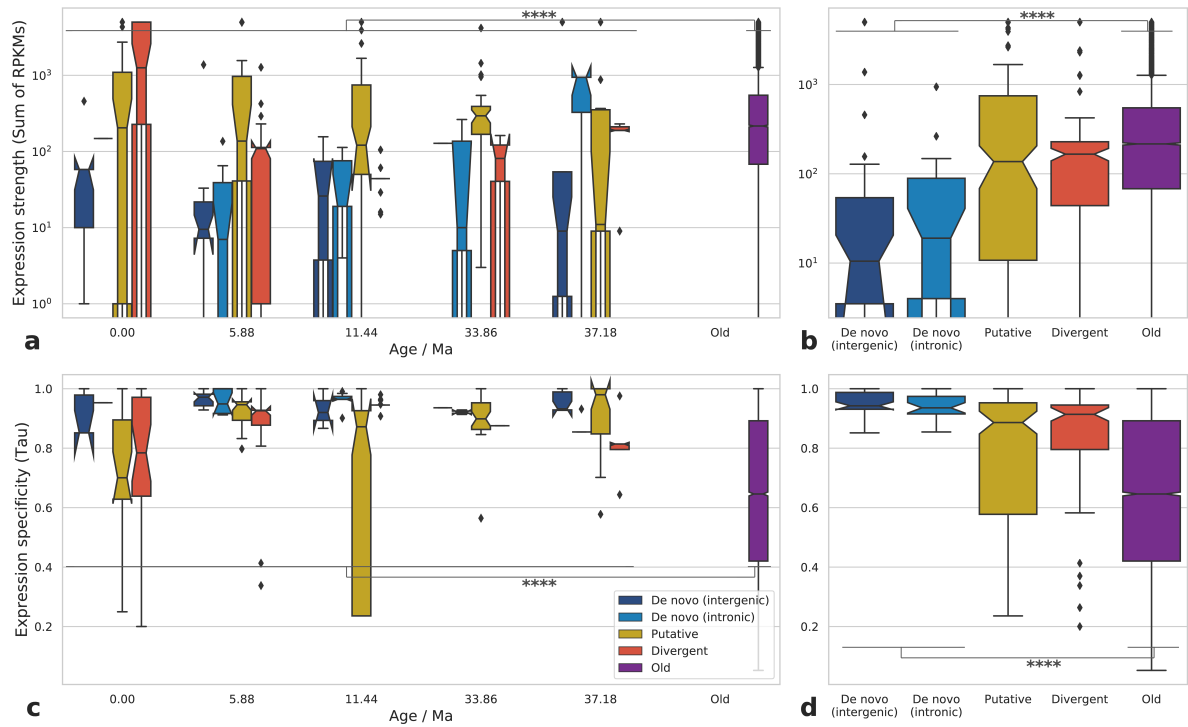 ****
10³
10²
10¹
10⁰
Expression strength (Sum of RPKMs)
0.00 5.88 11.44 33.86 37.18 Old
Age / Ma
a
****
10³
10²
10¹
De novo (intergenic)
De novo (intronic)
Putative
Divergent
Old
b
1.0
0.8
0.6
0.4
0.2
Expression specificity (Tau)
****
De novo (intergenic)
De novo (intronic)
Putative
Divergent
Old
0.00 5.88 11.44 33.86 37.18 Old
Age / Ma
c
1.0
0.8
0.6
0.4
0.2
****
De novo (intergenic)
De novo (intronic)
Putative
Divergent
Old
d